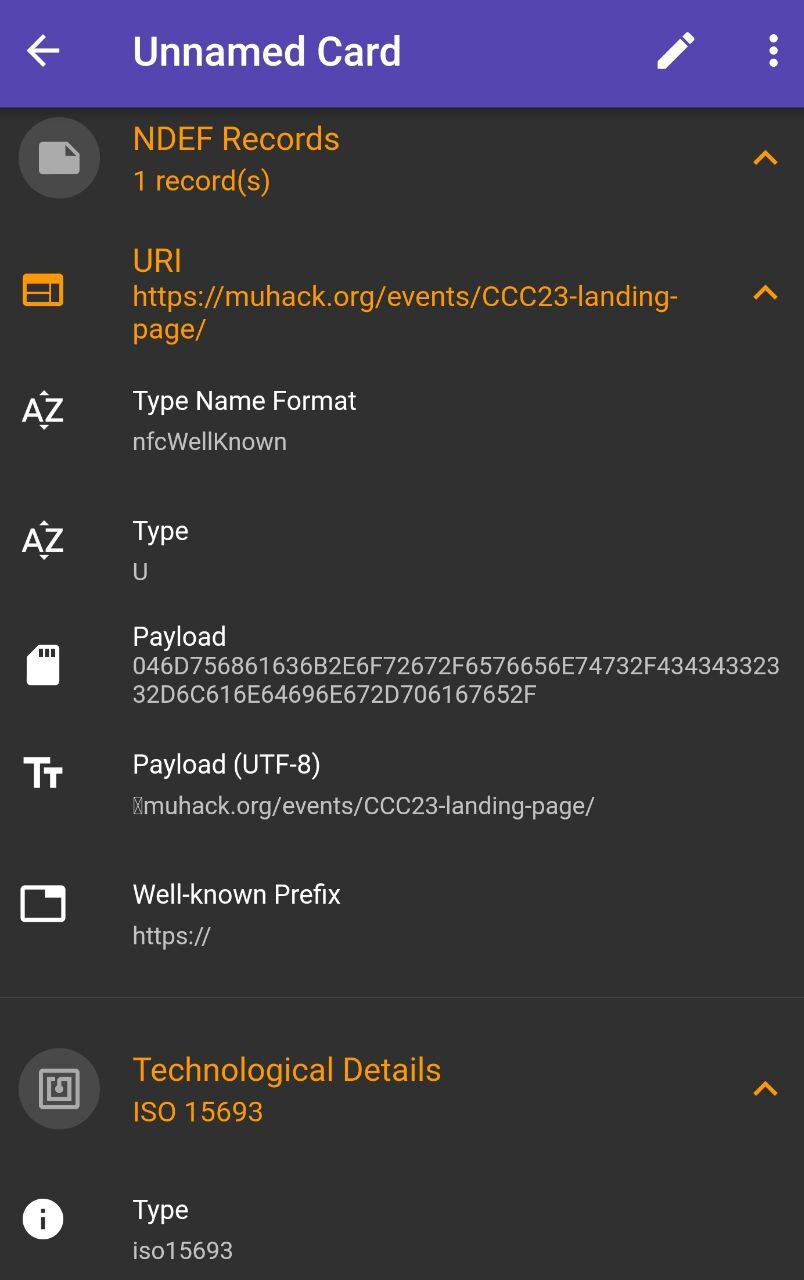 Unnamed Card
NDEF Records
1 record(s)
URI
https://muhack.org/events/CCC23-landing-
page/
Type Name Format
nfcWellKnown
Type
U
Payload
046D756861636B2E6F72672F6576656E74732F434343323
32D6C616E64696E672D706167652F
Payload (UTF-8)
muhack.org/events/CCC23-landing-page/
Well-known Prefix
https://
Technological Details
ISO 15693
Type
iso15693